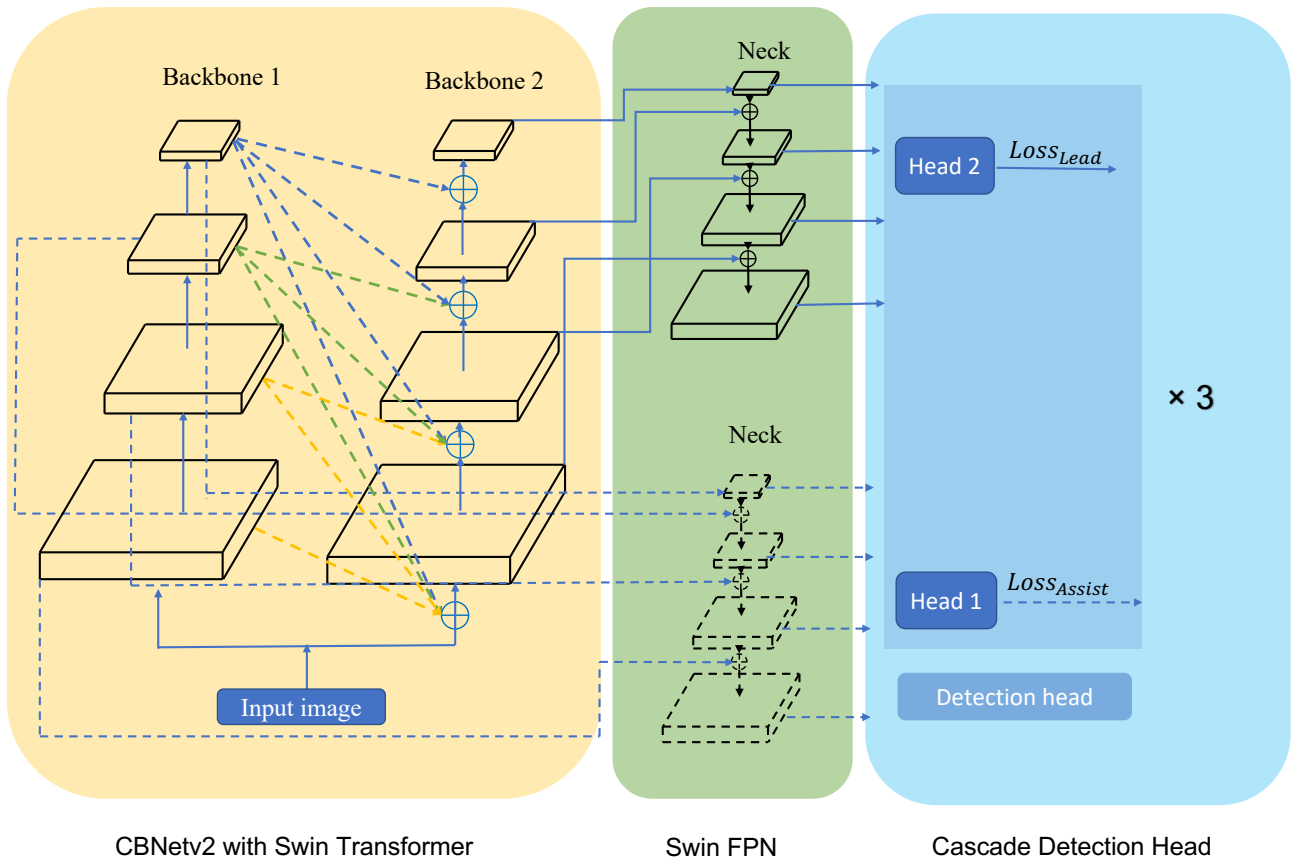 Backbone 1
Backbone 2
Neck
Head 2
Loss_Lead
× 3
Neck
Head 1
Loss_Assist
Input image
Detection head
CBNetv2 with Swin Transformer
Swin FPN
Cascade Detection Head